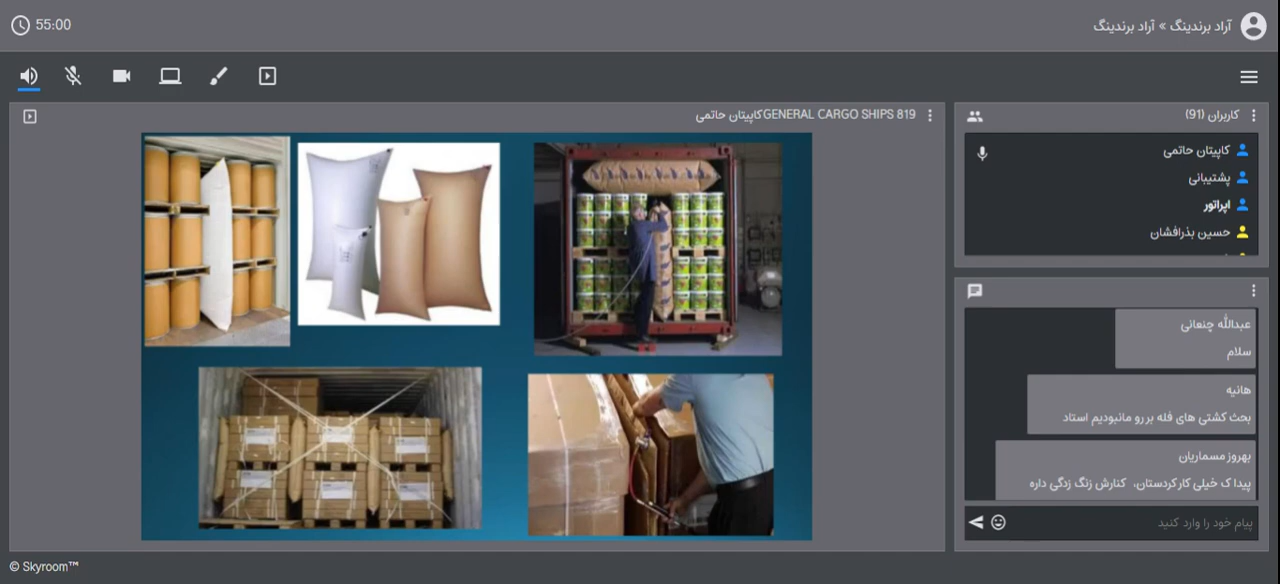 55:00
آراد برندینگ » آراد برندینگ
GENERAL CARGO SHIPS 819کاپیتان حاتمی
کاربران (91)
کاپیتان حاتمی
پشتیبانی
اپراتور
حسین بذرافشان
عبدالله چنعانی
سلام
هانیه
بحث کشتی های فله بر رو مانبودیم استاد
بهروز مسماریان
پیدا ک خیلی کارکردستان، کنارش زنگ زدگی داره
پیام خود را وارد کنید
© Skyroom™